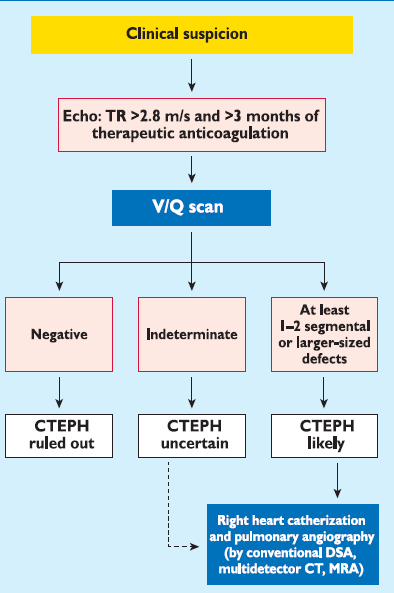 Clinical suspicion
Echo: TR >2.8 m/s and >3 months of
therapeutic anticoagulation
V/Q scan
Negative
Indeterminate
At least
1–2 segmental
or larger-sized
defects
CTEPH
ruled out
CTEPH
uncertain
CTEPH
likely
Right heart catherization
and pulmonary angiography
(by conventional DSA,
multidetector CT, MRA)